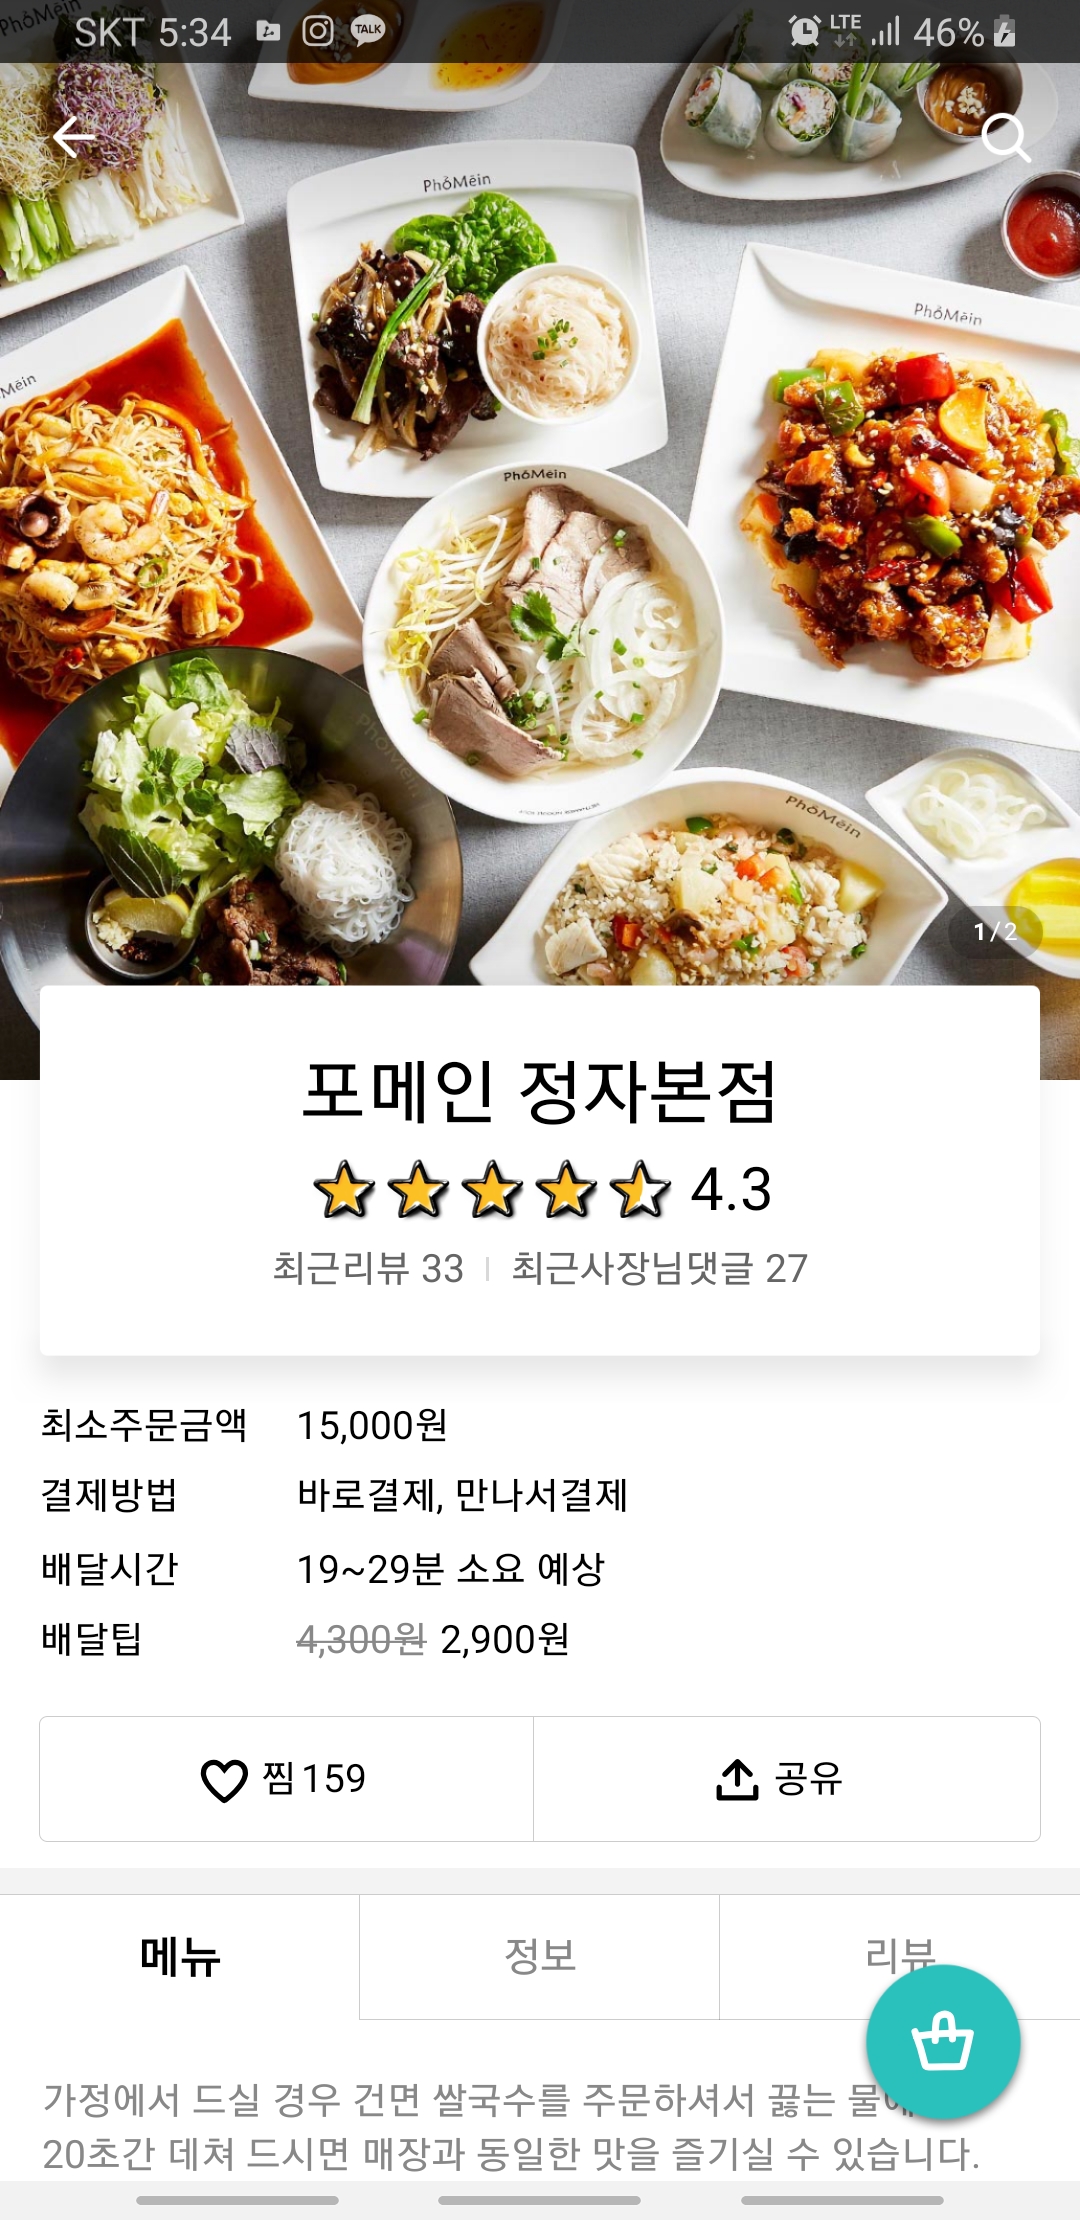 SKT 5:34 TALK LTE 46%
PhỏMēin
PhỏMēin
PhỏMēin
Mēin
PhỏMēin
PhỏMēin
PhỏMēin
1/2
포메인 정자본점
4.3
최근리뷰 33 | 최근사장님댓글 27
최소주문금액 15,000원
결제방법 바로결제, 만나서결제
배달시간 19~29분 소요 예상
배달팁 4,300원 2,900원
찜 159 공유
메뉴 정보 리뷰
가정에서 드실 경우 건면 쌀국수를 주문하셔서 끓는 물에
20초간 데쳐 드시면 매장과 동일한 맛을 즐기실 수 있습니다.